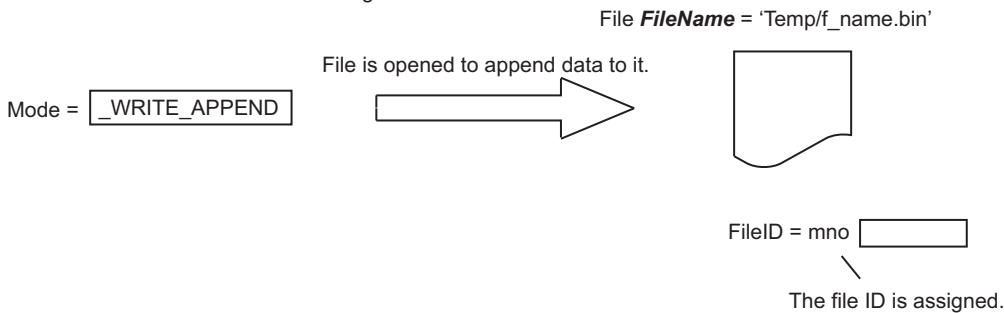 File FileName = ‘Temp/f_name.bin’
File is opened to append data to it.
Mode = _WRITE_APPEND
FileID = mno
The file ID is assigned.